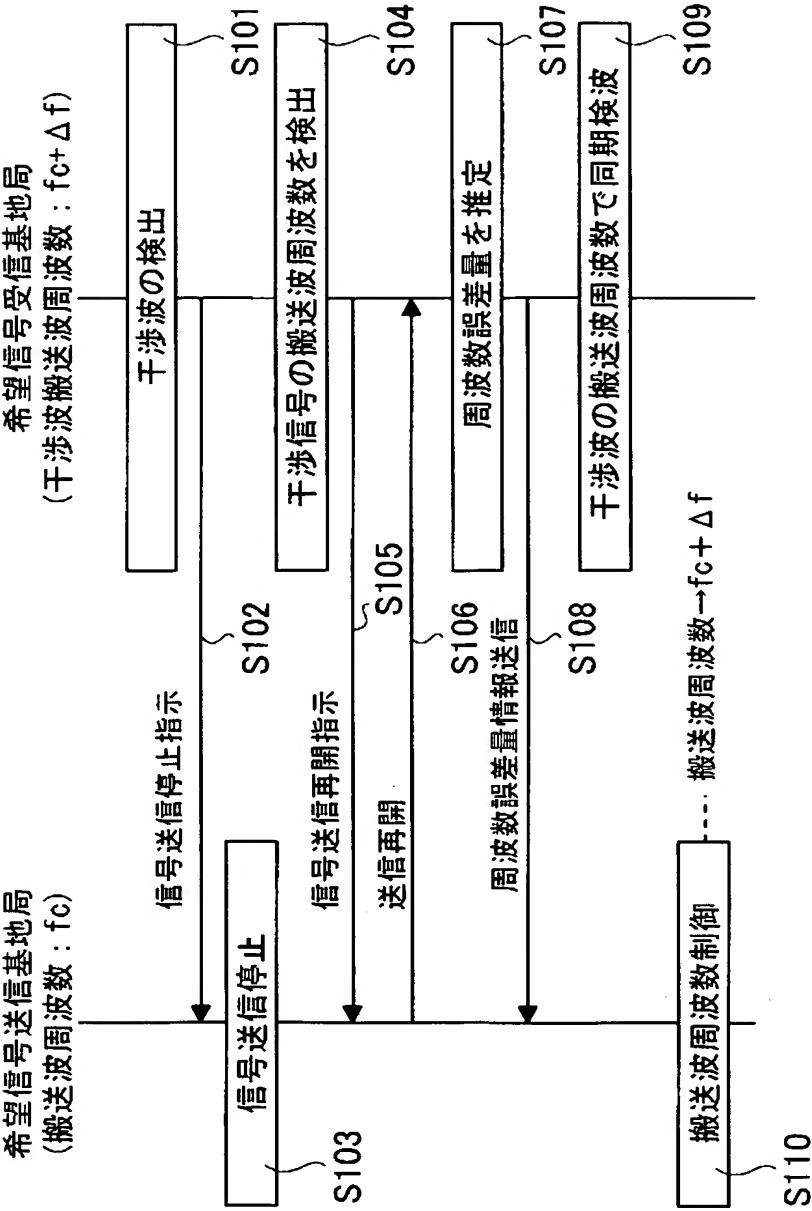 希望信号送信基地局
(搬送波周波数：fc)
希望信号受信基地局
(干渉波搬送波周波数：fc+Δf)
干渉波の検出
S101
信号送信停止指示
S102
信号送信停止
S103
干渉信号の搬送波周波数を検出
S104
信号送信再開指示
S105
送信再開
S106
周波数誤差量を推定
S107
周波数誤差量情報送信
S108
干渉波の搬送波周波数で同期検波
S109
搬送波周波数制御
S110
搬送波周波数→fc+Δf